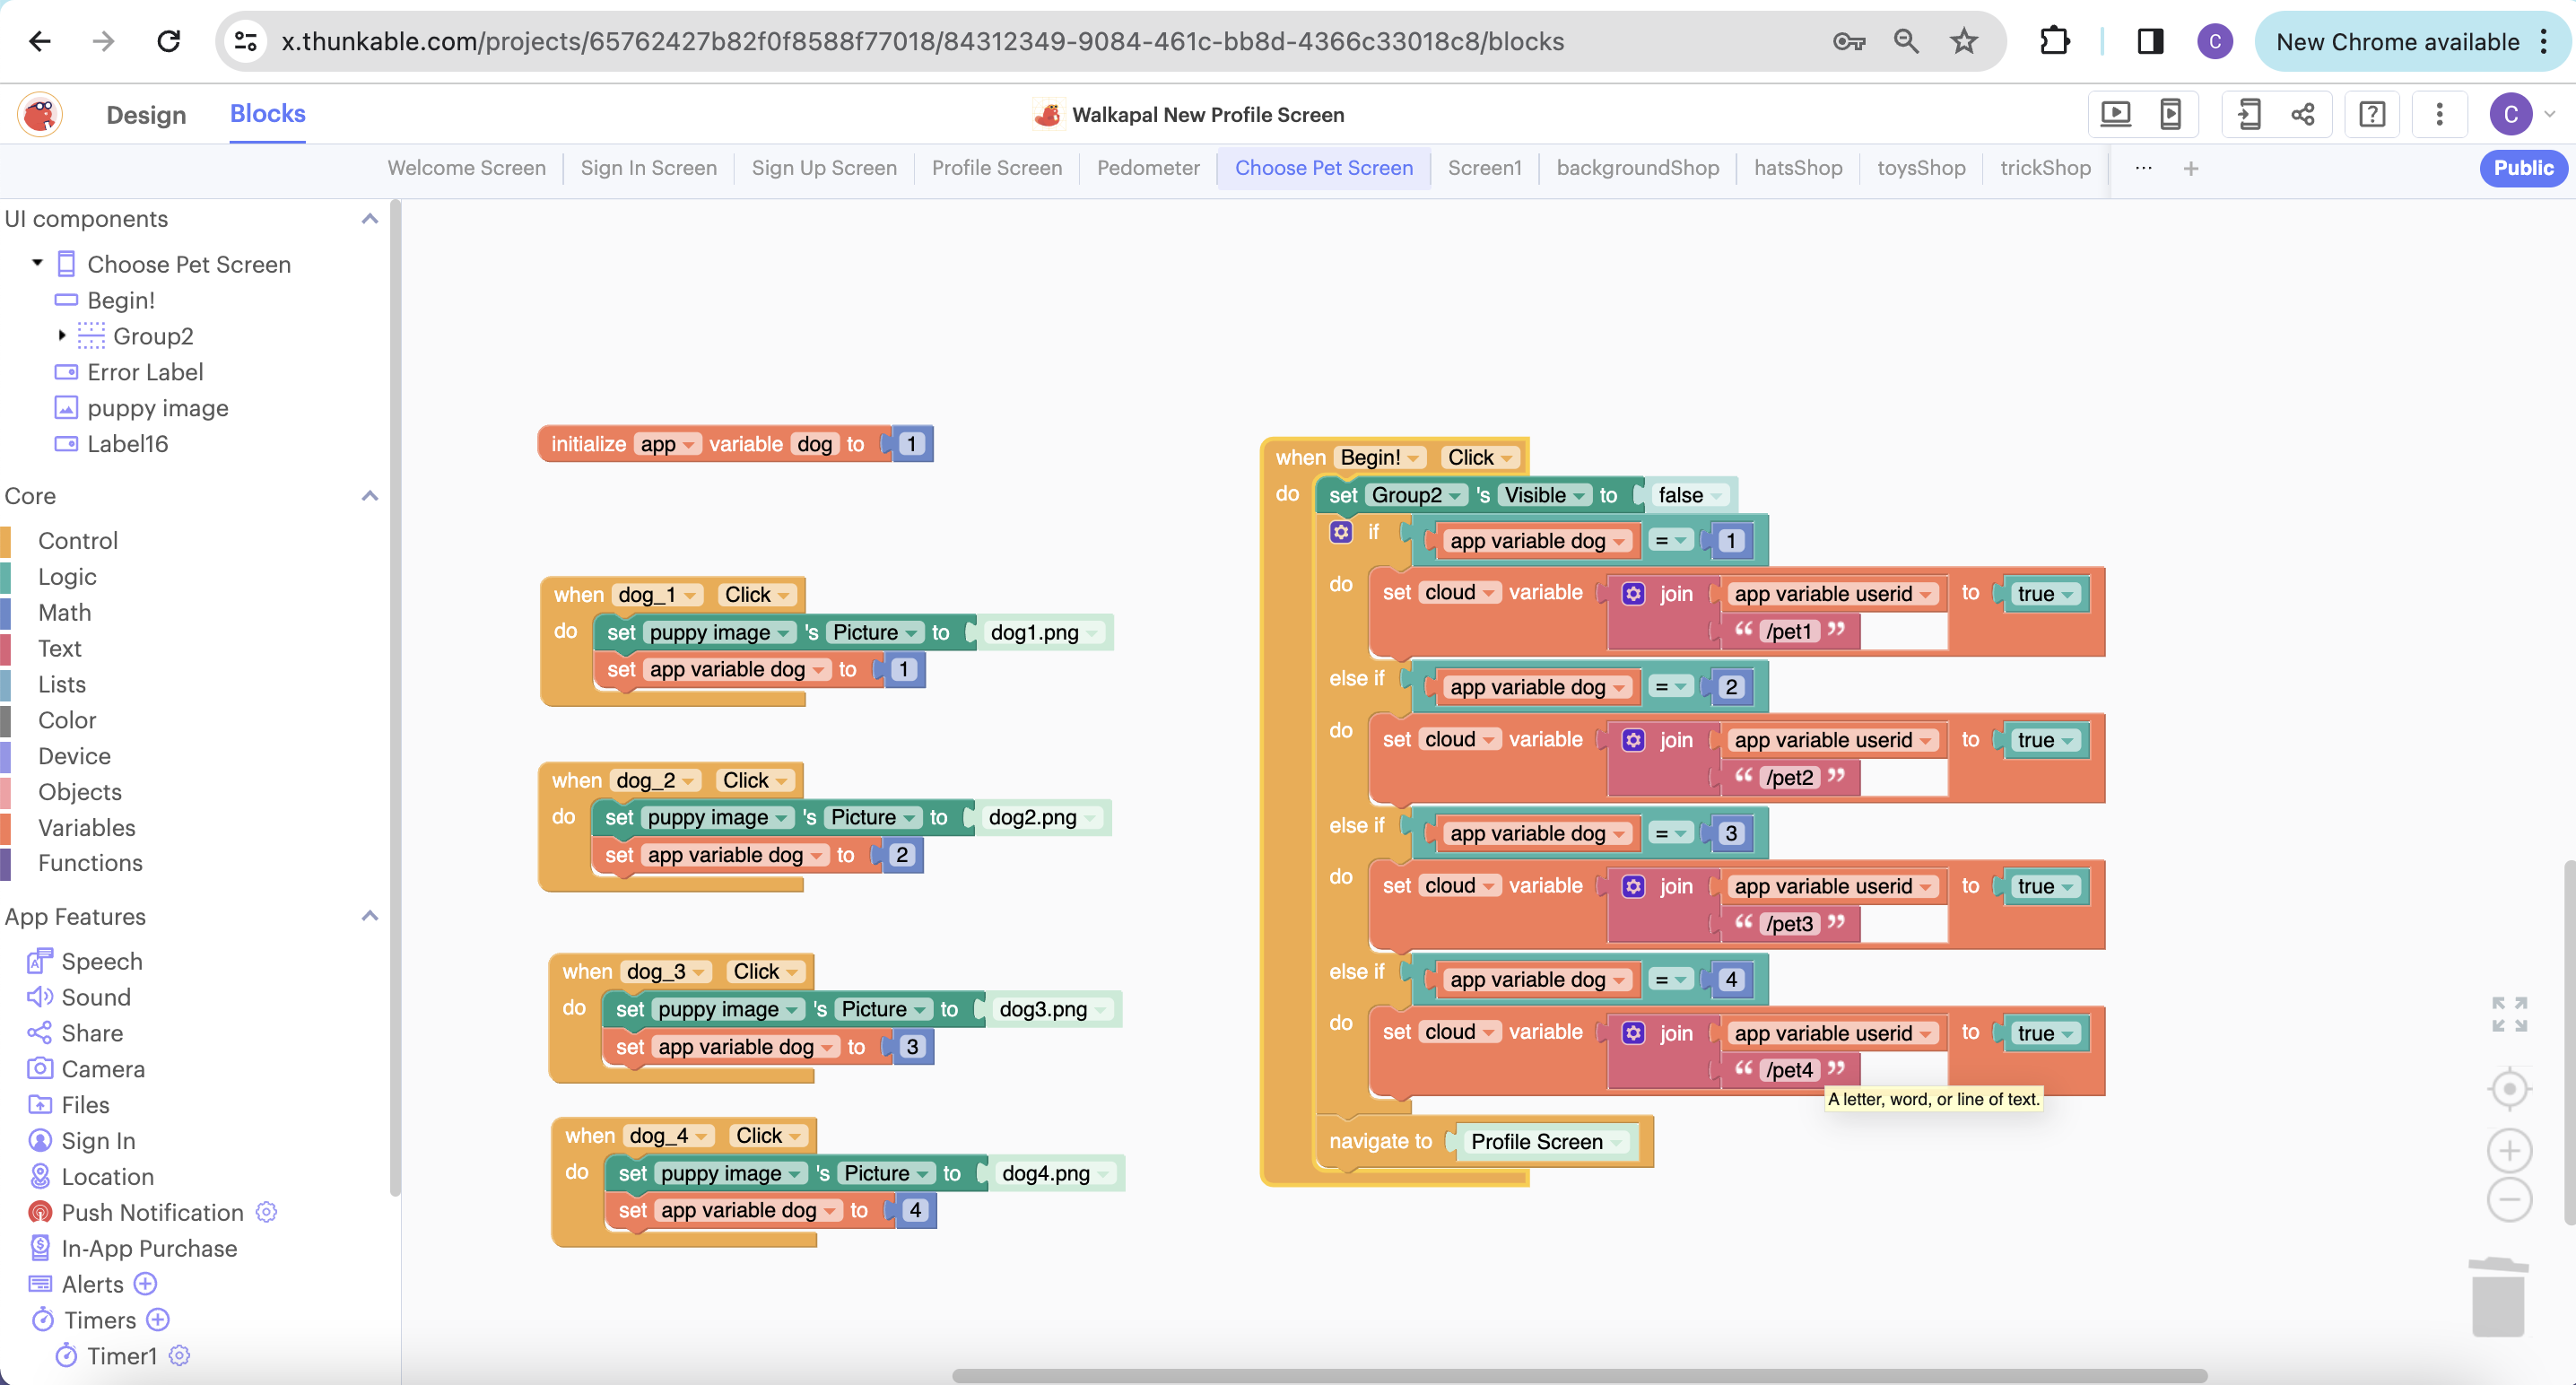 x.thunkable.com/projects/65762427b82f0f8588f77018/84312349-9084-461c-bb8d-4366c33018c8/blocks
C
New Chrome available
Design
Blocks
Walkapal New Profile Screen
C
Welcome Screen
Sign In Screen
Sign Up Screen
Profile Screen
Pedometer
Choose Pet Screen
Screen1
backgroundShop
hatsShop
toysShop
trickShop
...
+
Public
UI components
Choose Pet Screen
Begin!
Group2
Error Label
puppy image
Label16
Core
Control
Logic
Math
Text
Lists
Color
Device
Objects
Variables
Functions
App Features
Speech
Sound
Share
Camera
Files
Sign In
Location
Push Notification
In-App Purchase
Alerts
Timers
Timer1
initialize app variable dog to 1
when dog_1 Click
do set puppy image 's Picture to dog1.png
set app variable dog to 1
when dog_2 Click
do set puppy image 's Picture to dog2.png
set app variable dog to 2
when dog_3 Click
do set puppy image 's Picture to dog3.png
set app variable dog to 3
when dog_4 Click
do set puppy image 's Picture to dog4.png
set app variable dog to 4
when Begin! Click
do set Group2 's Visible to false
if app variable dog = 1
do set cloud variable join app variable userid to true
“ /pet1 ”
else if app variable dog = 2
do set cloud variable join app variable userid to true
“ /pet2 ”
else if app variable dog = 3
do set cloud variable join app variable userid to true
“ /pet3 ”
else if app variable dog = 4
do set cloud variable join app variable userid to true
“ /pet4 ”
A letter, word, or line of text.
navigate to Profile Screen